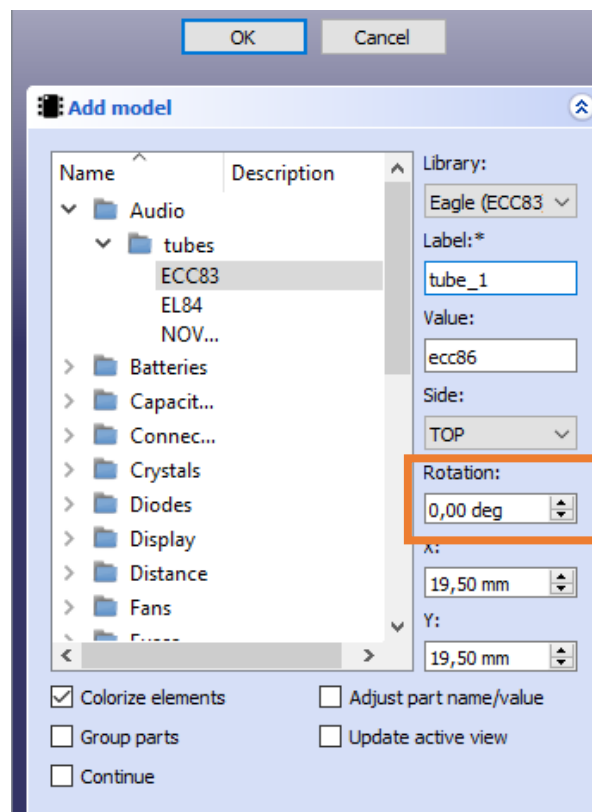 OK Cancel
Add model
Name Description
Audio
tubes
ECC83
EL84
NOV...
Batteries
Capacit...
Connec...
Crystals
Diodes
Display
Distance
Fans
Library:
Eagle (ECC83
Label:*
tube_1
Value:
ecc86
Side:
TOP
Rotation:
0,00 deg
X:
19,50 mm
Y:
19,50 mm
Colorize elements Adjust part name/value
Group parts Update active view
Continue